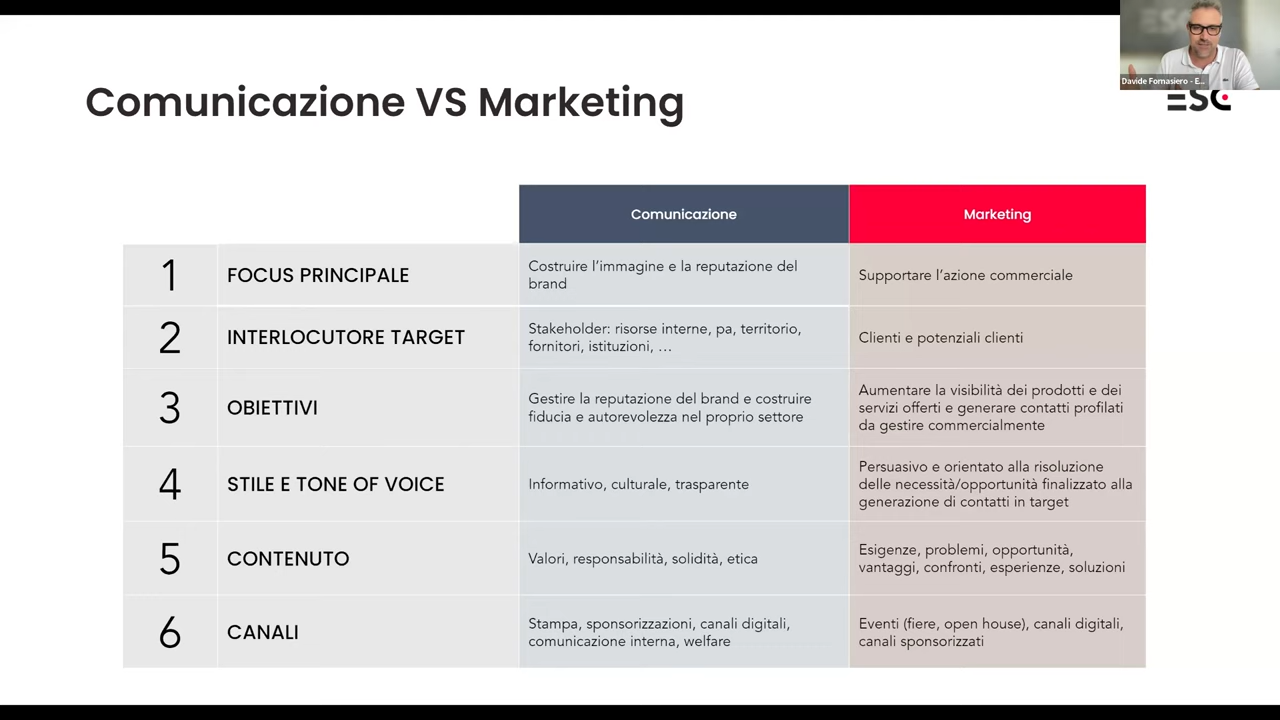 Davide Fornasiero - E...
ESC
Comunicazione VS Marketing
Comunicazione
Marketing
1
FOCUS PRINCIPALE
Costruire l’immagine e la reputazione del
brand
Supportare l’azione commerciale
2
INTERLOCUTORE TARGET
Stakeholder: risorse interne, pa, territorio,
fornitori, istituzioni, …
Clienti e potenziali clienti
3
OBIETTIVI
Gestire la reputazione del brand e costruire
fiducia e autorevolezza nel proprio settore
Aumentare la visibilità dei prodotti e dei
servizi offerti e generare contatti profilati
da gestire commercialmente
4
STILE E TONE OF VOICE
Informativo, culturale, trasparente
Persuasivo e orientato alla risoluzione
delle necessità/opportunità finalizzato alla
generazione di contatti in target
5
CONTENUTO
Valori, responsabilità, solidità, etica
Esigenze, problemi, opportunità,
vantaggi, confronti, esperienze, soluzioni
6
CANALI
Stampa, sponsorizzazioni, canali digitali,
comunicazione interna, welfare
Eventi (fiere, open house), canali digitali,
canali sponsorizzati